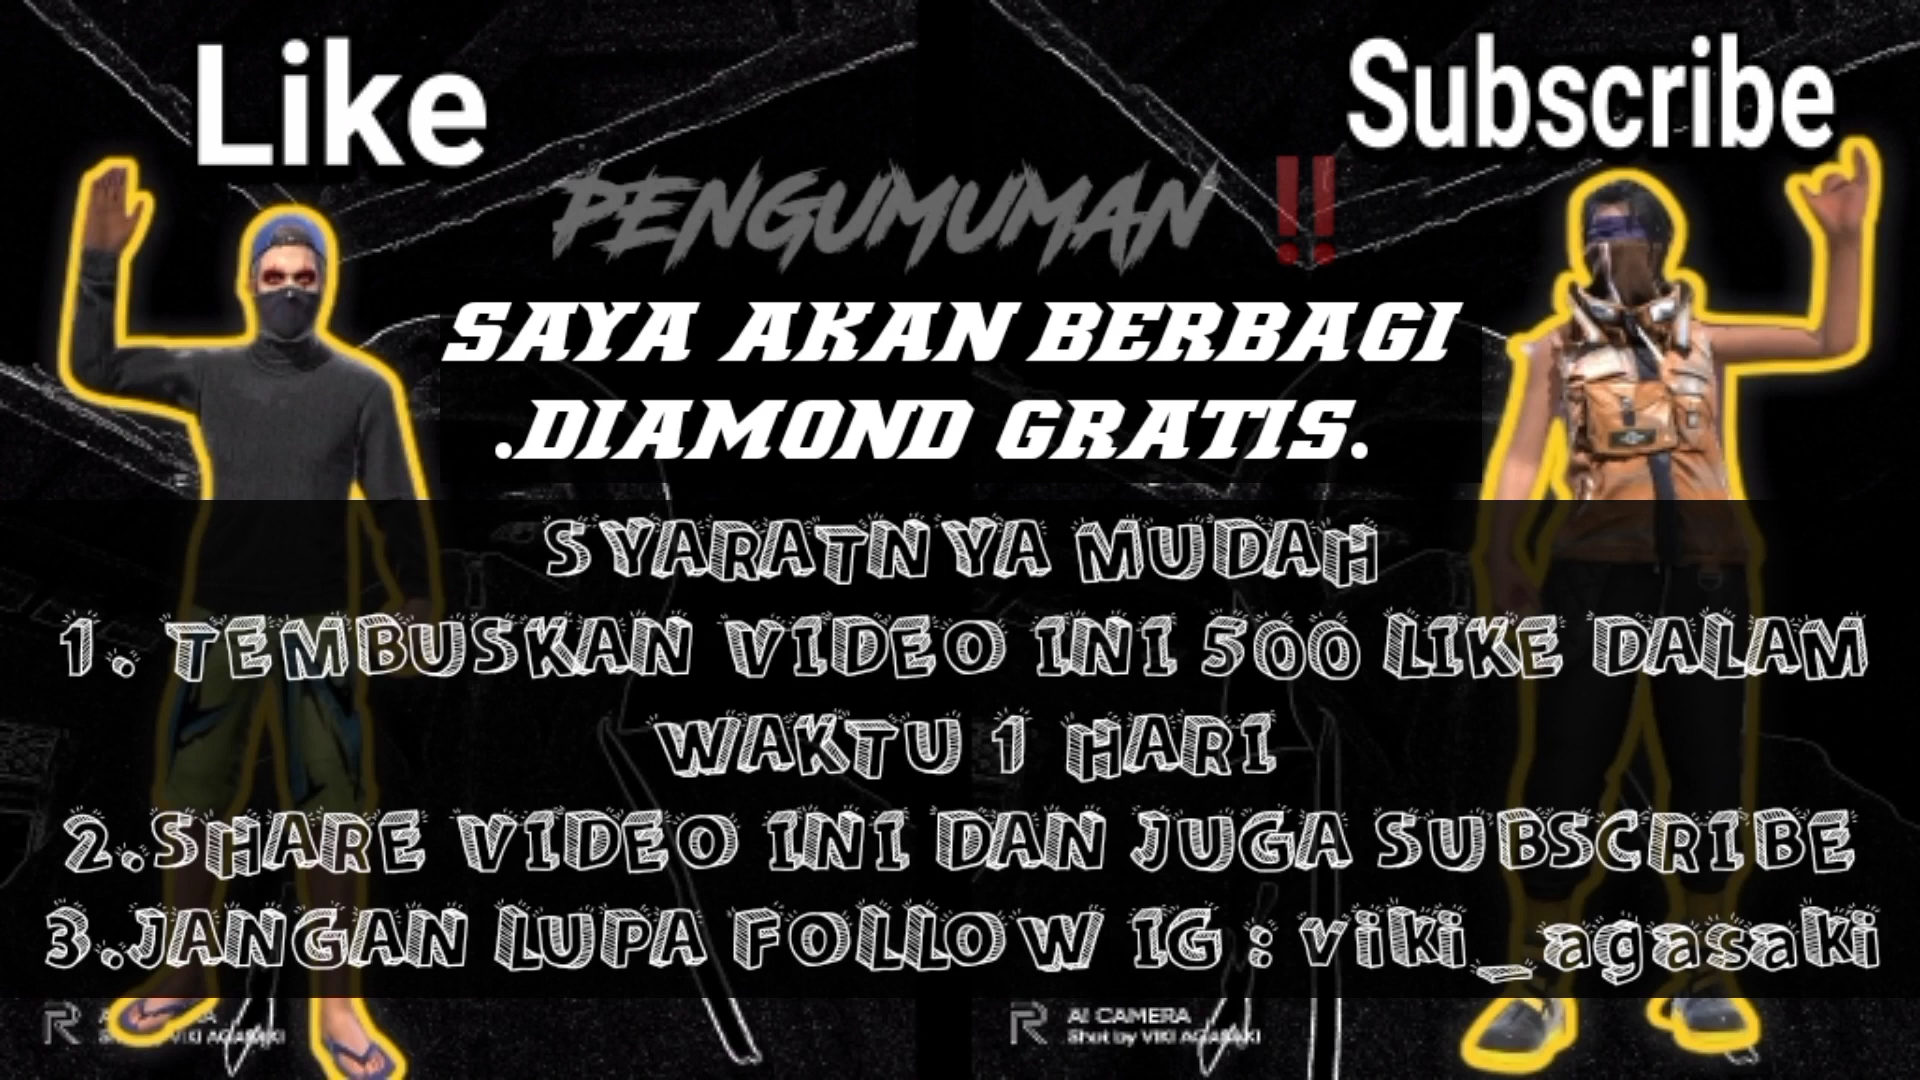 Like
Subscribe
PENGUMUMAN ‼
SAYA AKAN BERBAGI
.DIAMOND GRATIS.
SYARATNYA MUDAH
1. TEMBUSKAN VIDEO INI 500 LIKE DALAM
WAKTU 1 HARI
2.SHARE VIDEO INI DAN JUGA SUBSCRIBE
3.JANGAN LUPA FOLLOW IG : viki_agasaki
R
VIKI AGASAKI
R AI CAMERA
Shot by VIKI AGASAKI